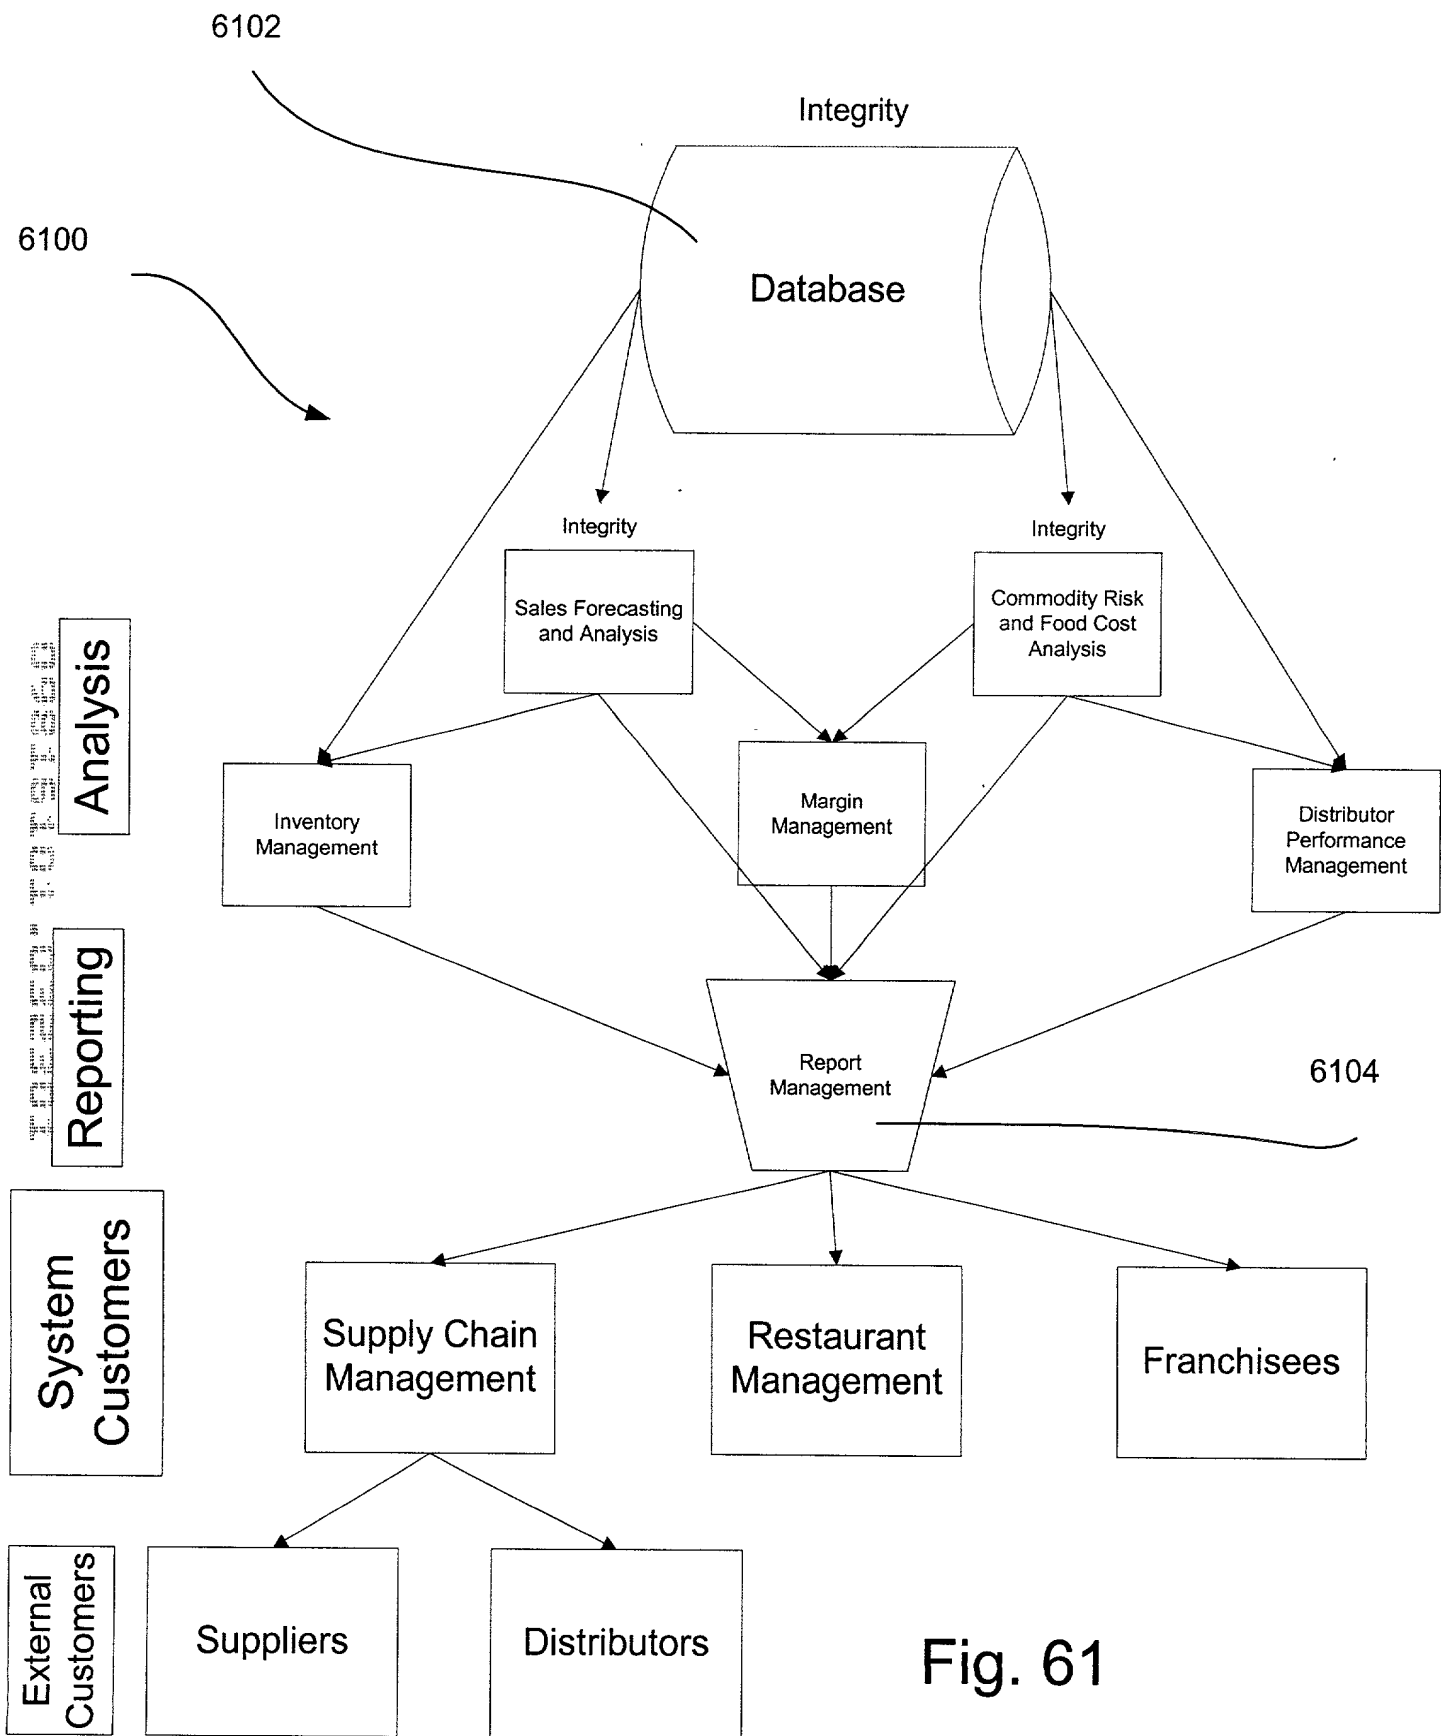 6102
Integrity
6100
Database
Integrity
Integrity
Sales Forecasting
and Analysis
Commodity Risk
and Food Cost
Analysis
Analysis
Inventory
Management
Margin
Management
Distributor
Performance
Management
Reporting
Report
Management
6104
System
Customers
Supply Chain
Management
Restaurant
Management
Franchisees
External
Customers
Suppliers
Distributors
Fig. 61